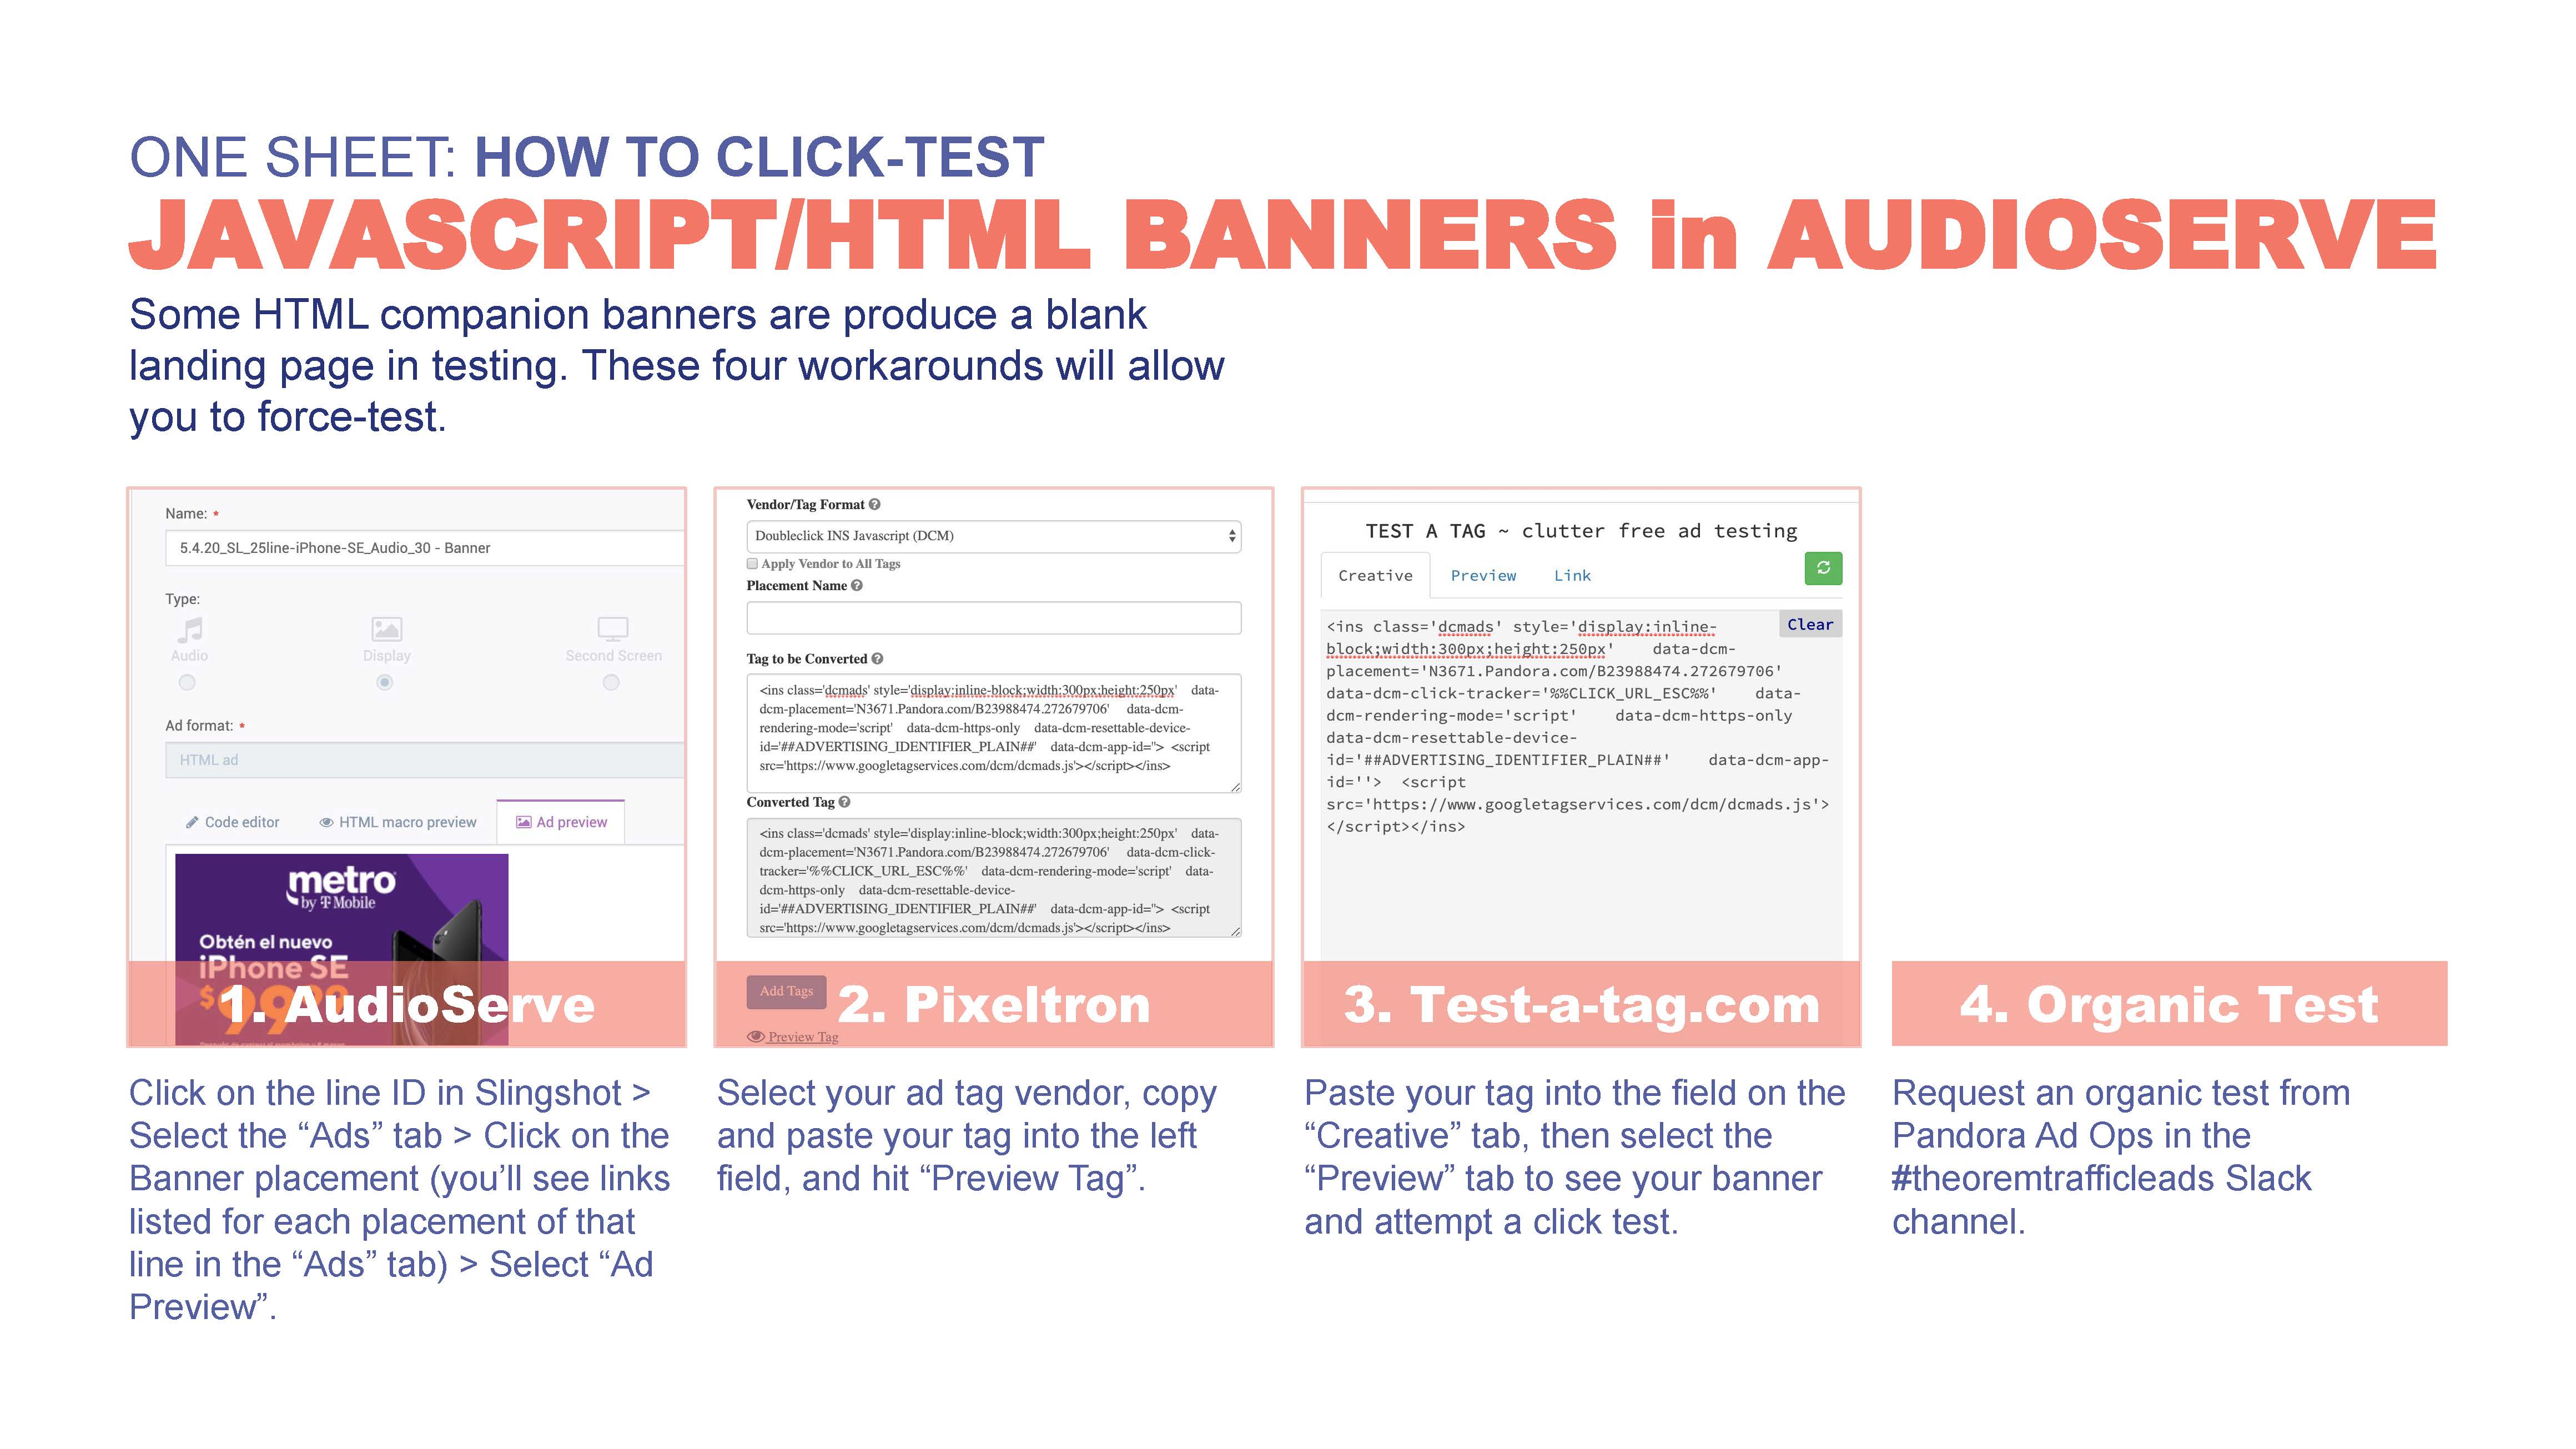 ONE SHEET: HOW TO CLICK-TEST
JAVASCRIPT/HTML BANNERS in AUDIOSERVE
Some HTML companion banners are produce a blank
landing page in testing. These four workarounds will allow
you to force-test.
Name: *
5.4.20_SL_25line-iPhone-SE_Audio_30 - Banner
Type:
Audio Display Second Screen
Ad format: *
HTML ad
Code editor HTML macro preview Ad preview
metro
by T Mobile
Obtén el nuevo
iPhone SE
$99.99
1. AudioServe
Click on the line ID in Slingshot >
Select the “Ads” tab > Click on the
Banner placement (you’ll see links
listed for each placement of that
line in the “Ads” tab) > Select “Ad
Preview”.
Vendor/Tag Format
Doubleclick INS Javascript (DCM)
Apply Vendor to All Tags
Placement Name
Tag to be Converted
<ins class='dcmads' style='display:inline-block;width:300px;height:250px' data-
dcm-placement='N3671.Pandora.com/B23988474.272679706' data-dcm-
rendering-mode='script' data-dcm-https-only data-dcm-resettable-device-
id='##ADVERTISING_IDENTIFIER_PLAIN##' data-dcm-app-id=''> <script
src='https://www.googletagservices.com/dcm/dcmads.js'></script></ins>
Converted Tag
<ins class='dcmads' style='display:inline-block;width:300px;height:250px' data-
dcm-placement='N3671.Pandora.com/B23988474.272679706' data-dcm-click-
tracker='%%CLICK_URL_ESC%%' data-dcm-rendering-mode='script' data-
dcm-https-only data-dcm-resettable-device-
id='##ADVERTISING_IDENTIFIER_PLAIN##' data-dcm-app-id=''> <script
src='https://www.googletagservices.com/dcm/dcmads.js'></script></ins>
Add Tags
2. Pixeltron
Preview Tag
Select your ad tag vendor, copy
and paste your tag into the left
field, and hit “Preview Tag”.
TEST A TAG ~ clutter free ad testing
Creative Preview Link
Clear
<ins class='dcmads' style='display:inline-
block;width:300px;height:250px' data-dcm-
placement='N3671.Pandora.com/B23988474.272679706'
data-dcm-click-tracker='%%CLICK_URL_ESC%%' data-
dcm-rendering-mode='script' data-dcm-https-only
data-dcm-resettable-device-
id='##ADVERTISING_IDENTIFIER_PLAIN##' data-dcm-app-
id=''> <script
src='https://www.googletagservices.com/dcm/dcmads.js'>
</script></ins>
3. Test-a-tag.com
Paste your tag into the field on the
“Creative” tab, then select the
“Preview” tab to see your banner
and attempt a click test.
4. Organic Test
Request an organic test from
Pandora Ad Ops in the
#theoremtrafficleads Slack
channel.